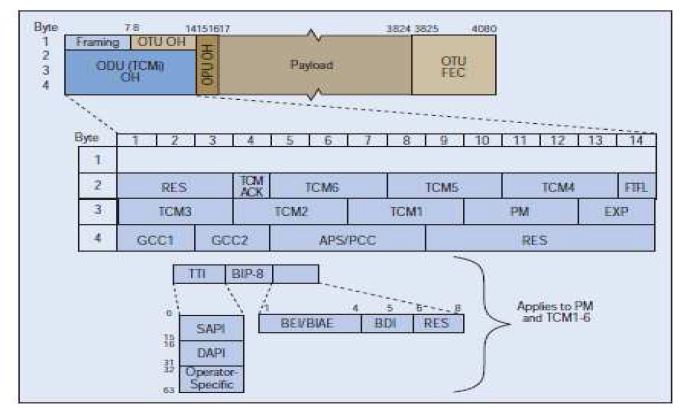 Byte 7 8 14151617 3824 3825 4080
1 Framing OTU OH
2
3 ODU (TCMi) OH OPU OH Payload OTU FEC
4
Byte 1 2 3 4 5 6 7 8 9 10 11 12 13 14
1
2 RES TCM ACK TCM6 TCM5 TCM4 FTFL
3 TCM3 TCM2 TCM1 PM EXP
4 GCC1 GCC2 APS/PCC RES
TTI BIP-8
1 4 5 6 8
BEI/BIAE BDI RES
0 SAPI 15
16 DAPI 31
32 Operator-
Specific 63
Applies to PM
and TCM1-6